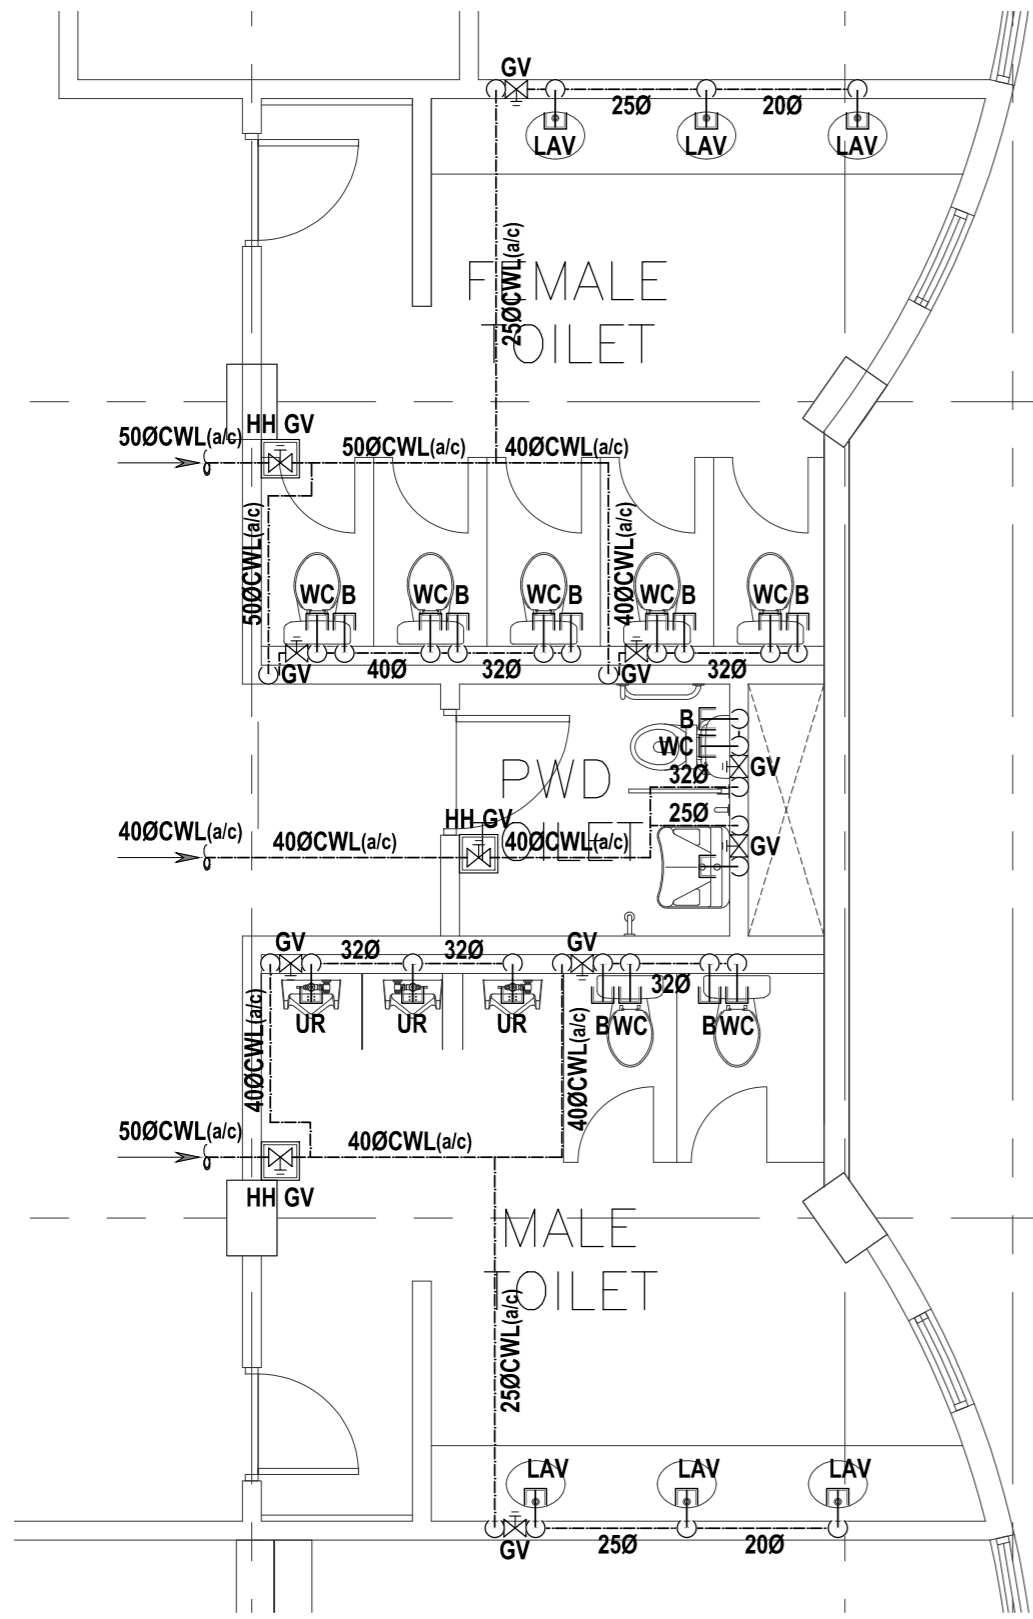 GV
25Ø 20Ø
LAV LAV LAV
25ØCWL(a/c)
FEMALE
TOILET
HH GV
50ØCWL(a/c)
50ØCWL(a/c) 40ØCWL(a/c)
50ØCWL(a/c)
40ØCWL(a/c)
WC B WC B WC B WC B WC B
GV 40Ø 32Ø GV 32Ø
B
WC
GV
32Ø
PWD
TOILET
25Ø
HH GV
40ØCWL(a/c) 40ØCWL(a/c) 40ØCWL(a/c)
GV
GV 32Ø 32Ø GV
32Ø
UR UR UR B WC B WC
40ØCWL(a/c)
40ØCWL(a/c)
50ØCWL(a/c)
40ØCWL(a/c)
HH GV
MALE
TOILET
25ØCWL(a/c)
LAV LAV LAV
GV 25Ø 20Ø